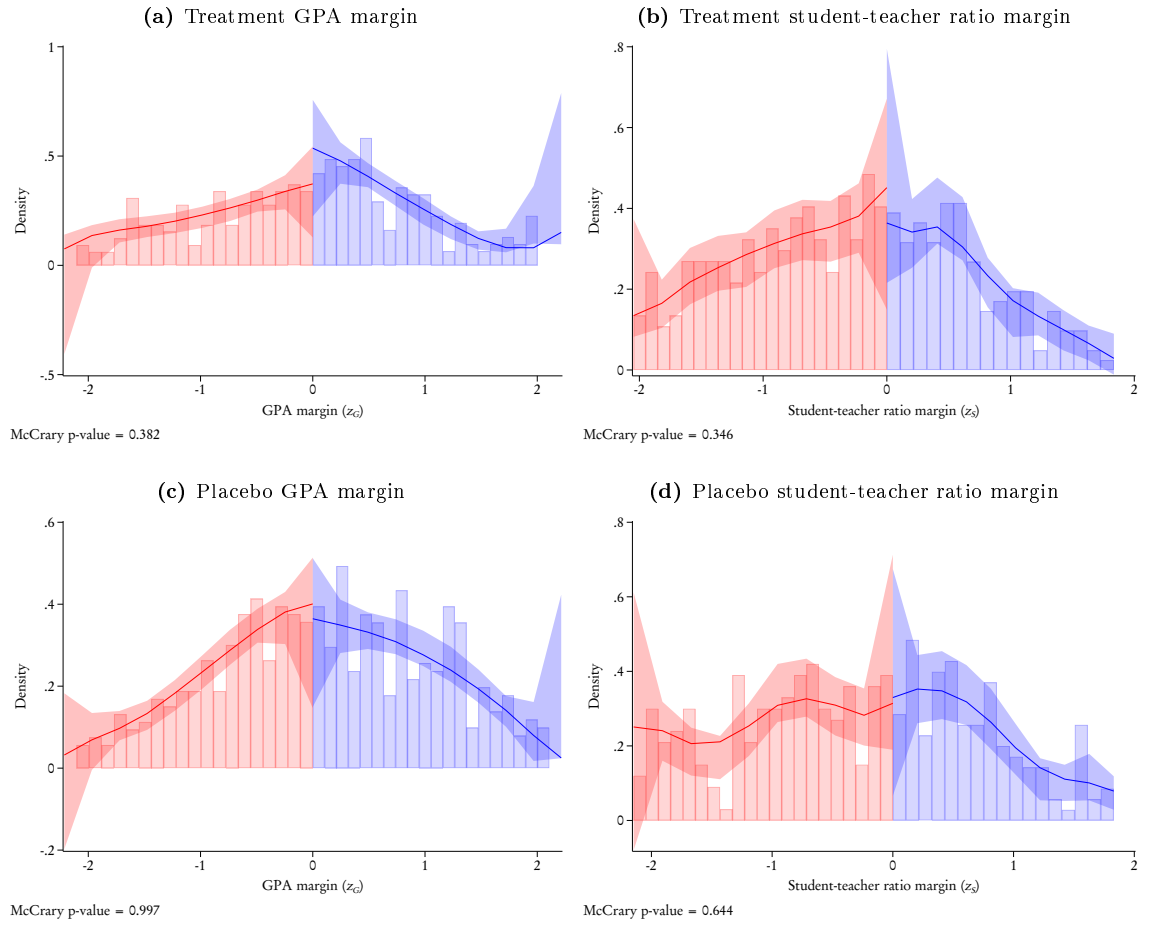 (a) Treatment GPA margin
1
.5
0
-.5
Density
-2 -1 0 1 2
GPA margin (zG)
McCrary p-value = 0.382
(b) Treatment student-teacher ratio margin
.8
.6
.4
.2
0
Density
-2 -1 0 1 2
Student-teacher ratio margin (zS)
McCrary p-value = 0.346
(c) Placebo GPA margin
.6
.4
.2
0
-.2
Density
-2 -1 0 1 2
GPA margin (zG)
McCrary p-value = 0.997
(d) Placebo student-teacher ratio margin
.8
.6
.4
.2
0
Density
-2 -1 0 1 2
Student-teacher ratio margin (zS)
McCrary p-value = 0.644